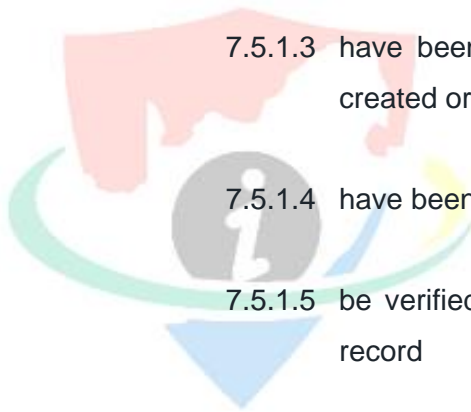 7.5.1.3 have been
created or
7.5.1.4 have been
7.5.1.5 be verified
record